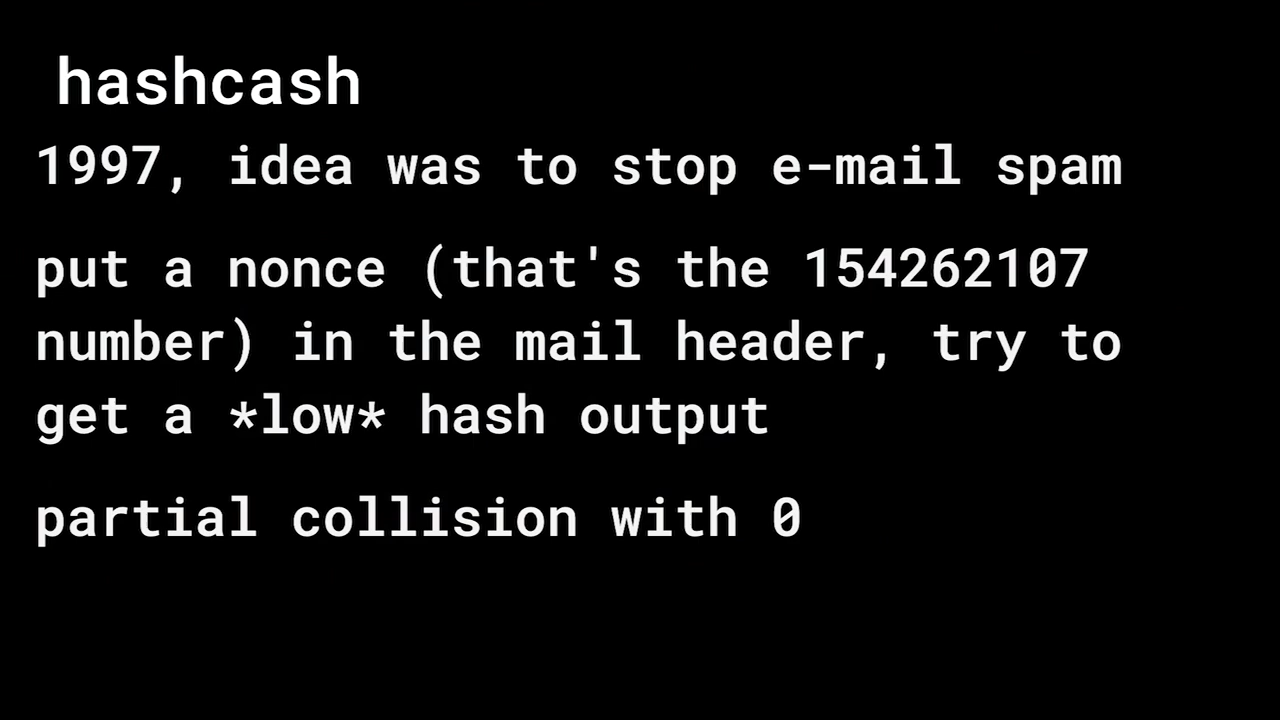 hashcash
1997, idea was to stop e-mail spam
put a nonce (that's the 154262107
number) in the mail header, try to
get a *low* hash output
partial collision with 0